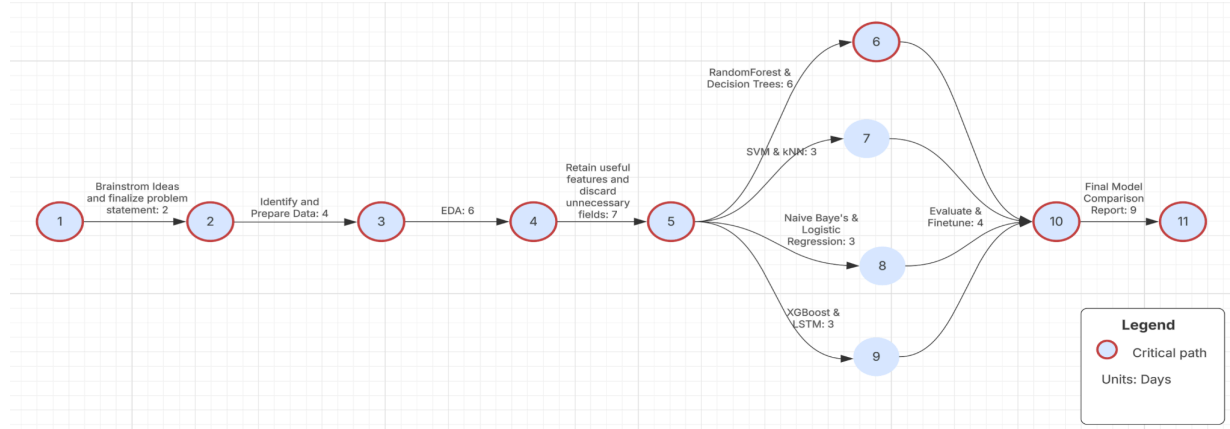 6
RandomForest &
Decision Trees: 6
7
SVM & kNN: 3
Retain useful
features and
discard
unnecessary
fields: 7
Brainstrom Ideas
and finalize problem
statement: 2
Identify and
Prepare Data: 4
EDA: 6
1
2
3
4
5
Naive Baye's &
Logistic
Regression: 3
Evaluate &
Finetune: 4
Final Model
Comparison
Report: 9
10
11
8
XGBoost &
LSTM: 3
9
Legend
Critical path
Units: Days